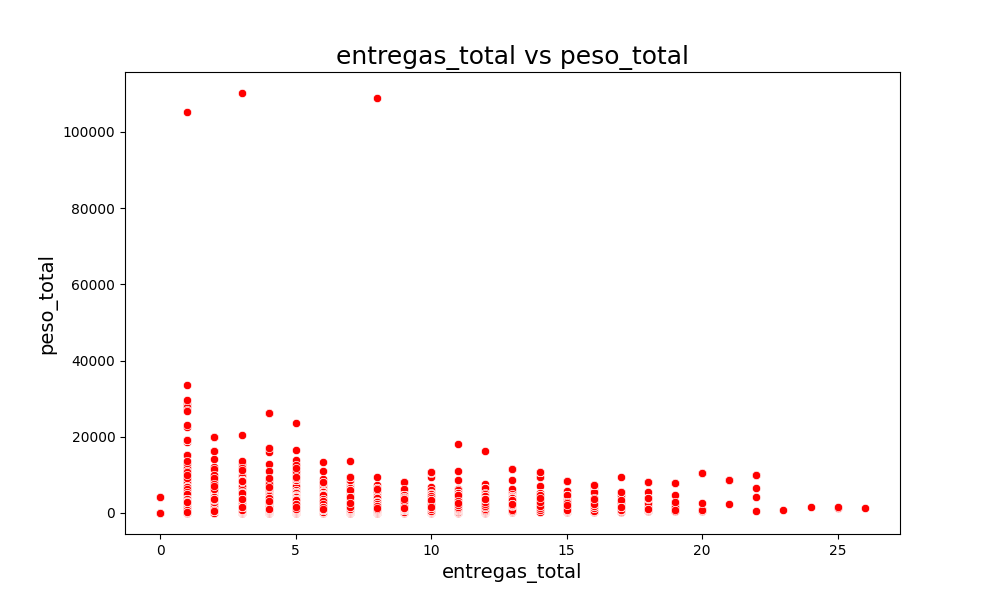 entregas_total vs peso_total
100000
80000
60000
40000
20000
0
peso_total
0 5 10 15 20 25
entregas_total